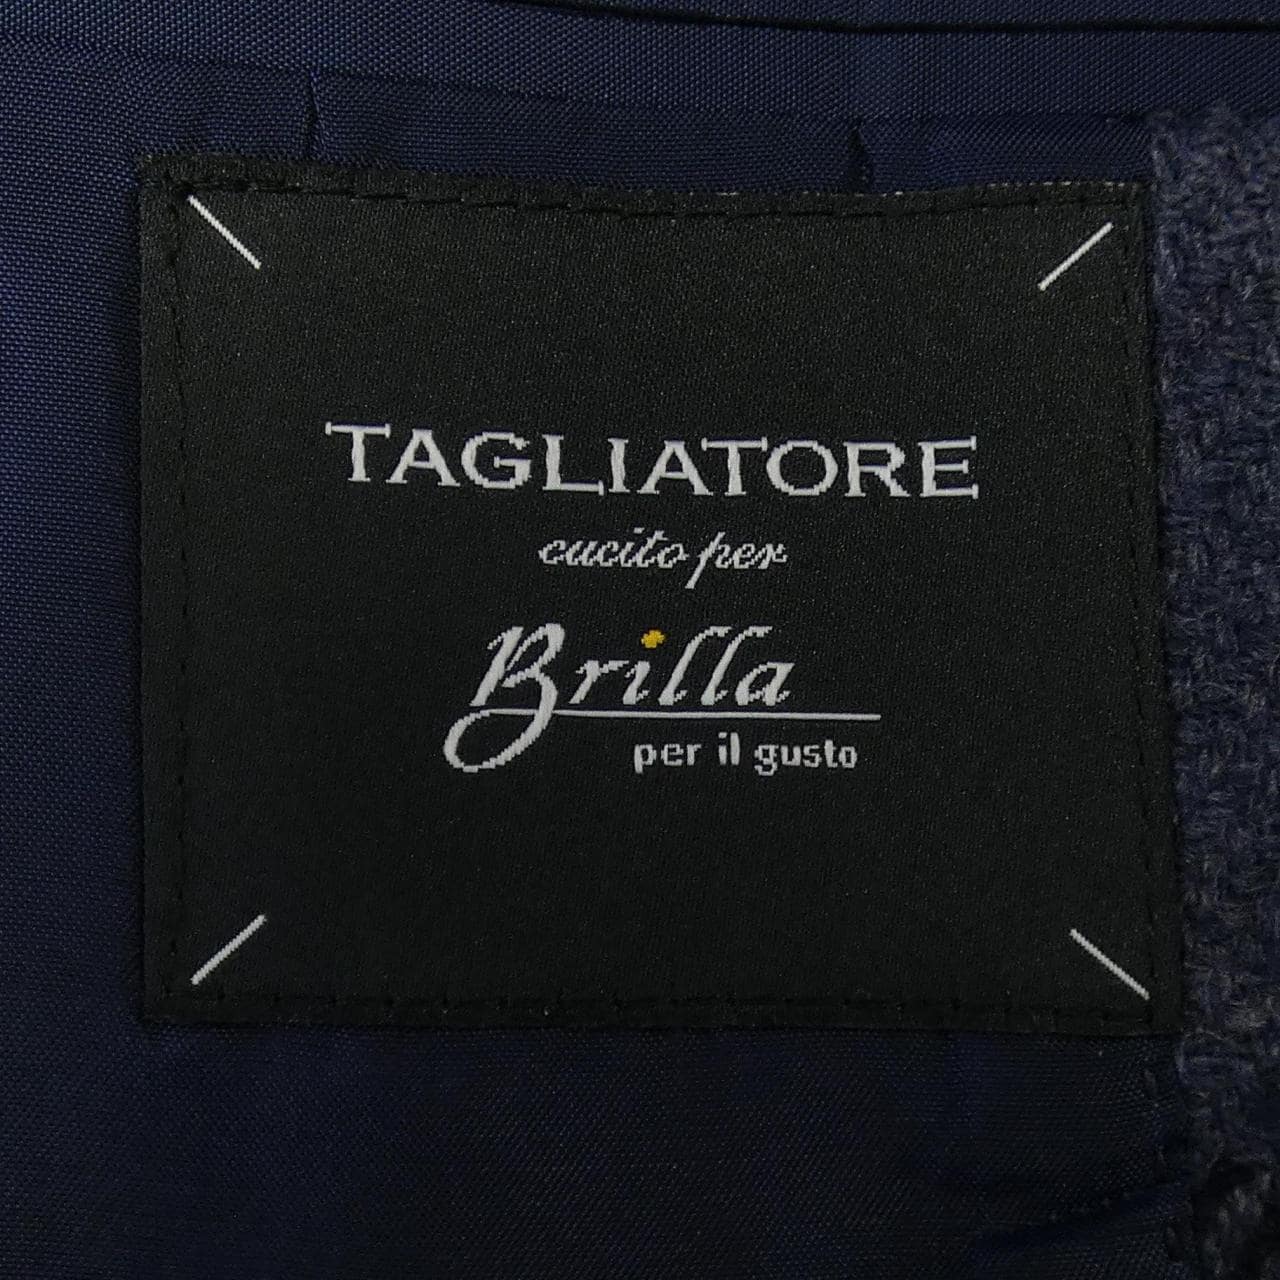 TAGLIATORE
cucito per
Brilla
per il gusto